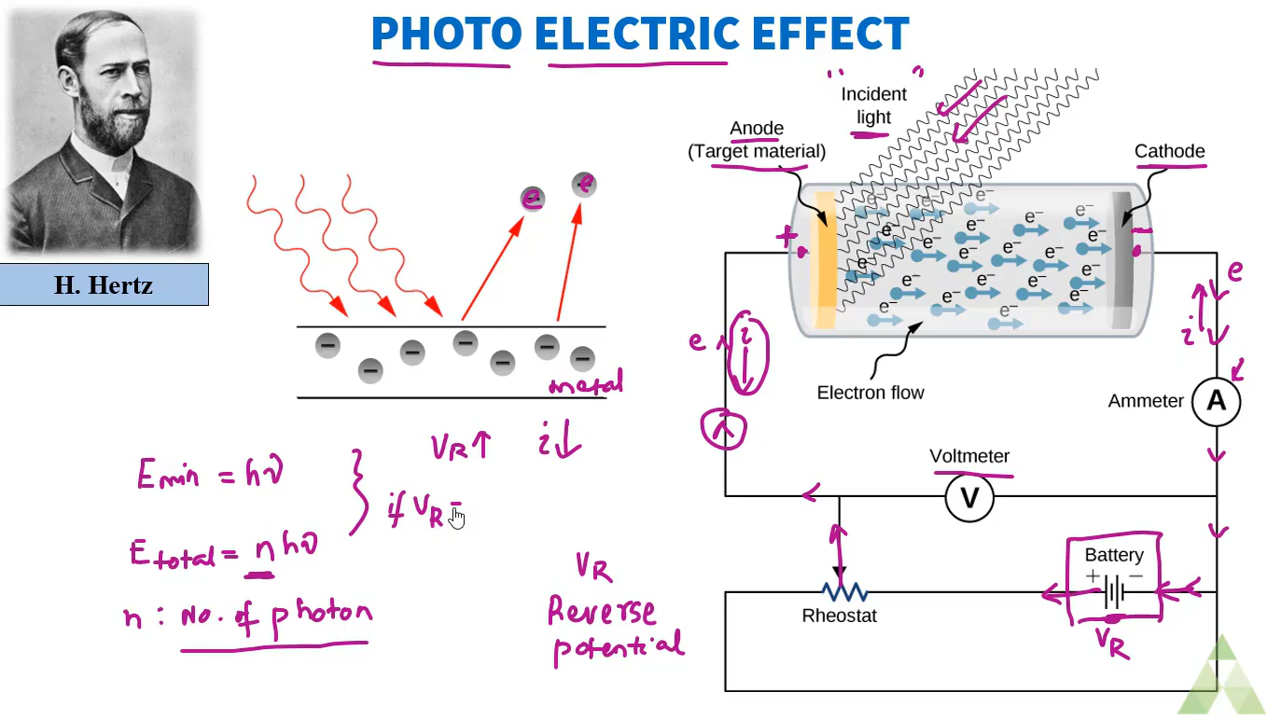 PHOTO ELECTRIC EFFECT
H. Hertz
e e
metal
Emin = hν
Etotal = nhν
n : No. of photon
VR↑ i↓
if VR =
VR
Reverse
potential
" "
Incident
light
Anode
(Target material)
Cathode
+
−
e⁻ e⁻ e⁻ e⁻ e⁻ e⁻ e⁻ e⁻ e⁻ e⁻ e⁻ e⁻ e⁻ e⁻ e⁻ e⁻ e⁻ e⁻ e⁻
Electron flow
e i
e
i
Ammeter
A
Voltmeter
V
Battery
+ −
VR
Rheostat